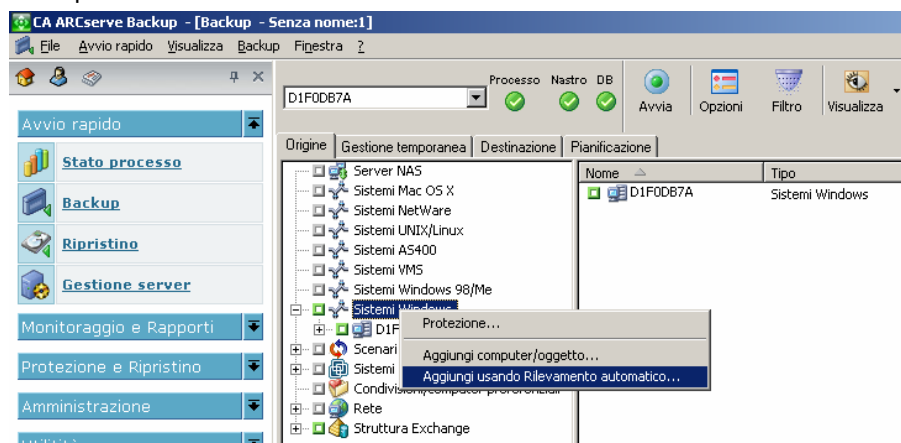 CA ARCserve Backup - [Backup - Senza nome:1]
File Avvio rapido Visualizza Backup Finestra ?
Processo Nastro DB
D1F0DB7A
Avvia Opzioni Filtro Visualizza
Avvio rapido
Stato processo
Backup
Ripristino
Gestione server
Monitoraggio e Rapporti
Protezione e Ripristino
Amministrazione
Origine Gestione temporanea Destinazione Pianificazione
Server NAS
Sistemi Mac OS X
Sistemi NetWare
Sistemi UNIX/Linux
Sistemi AS400
Sistemi VMS
Sistemi Windows 98/Me
Sistemi Windows
D1F
Scenari
Sistemi
Rete
Struttura Exchange
Protezione...
Aggiungi computer/oggetto...
Aggiungi usando Rilevamento automatico...
Nome Tipo
D1F0DB7A Sistemi Windows